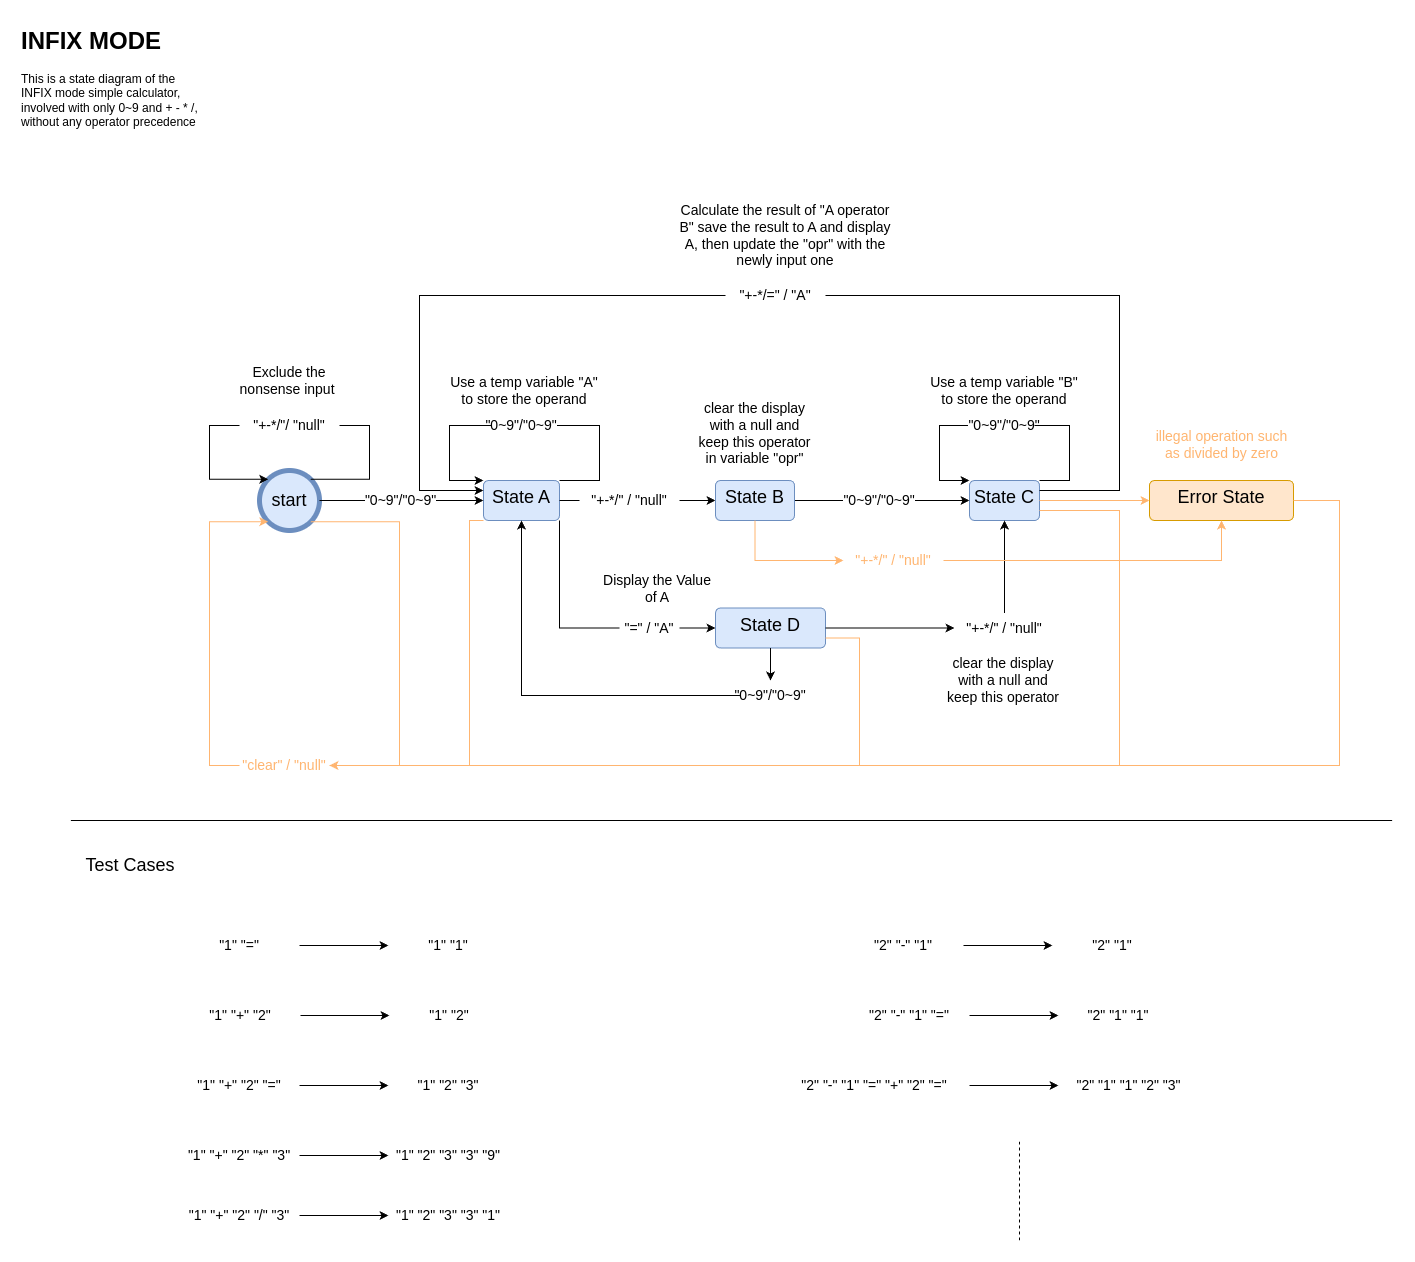 INFIX MODE
This is a state diagram of the
INFIX mode simple calculator,
involved with only 0~9 and + - * /,
without any operator precedence
Calculate the result of "A operator
B" save the result to A and display
A, then update the "opr" with the
newly input one
"+-*/=" / "A"
Exclude the
nonsense input
"+-*/"/ "null"
Use a temp variable "A"
to store the operand
"0~9"/"0~9"
clear the display
with a null and
keep this operator
in variable "opr"
Use a temp variable "B"
to store the operand
"0~9"/"0~9"
illegal operation such
as divided by zero
start
"0~9"/"0~9"
State A
"+-*/" / "null"
State B
"0~9"/"0~9"
State C
Error State
"+-*/" / "null"
Display the Value
of A
"=" / "A"
State D
"+-*/" / "null"
clear the display
with a null and
keep this operator
"0~9"/"0~9"
"clear" / "null"
Test Cases
"1" "="
"1" "1"
"2" "-" "1"
"2" "1"
"1" "+" "2"
"1" "2"
"2" "-" "1" "="
"2" "1" "1"
"1" "+" "2" "="
"1" "2" "3"
"2" "-" "1" "=" "+" "2" "="
"2" "1" "1" "2" "3"
"1" "+" "2" "*" "3"
"1" "2" "3" "3" "9"
"1" "+" "2" "/" "3"
"1" "2" "3" "3" "1"